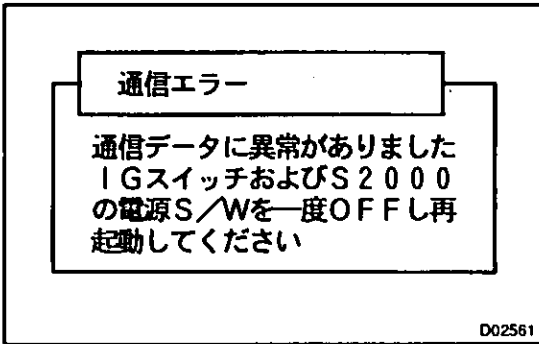 通信エラー
通信データに異常がありました
IGスイッチおよびS2000
の電源S/Wを一度OFFし再
起動してください
D02561